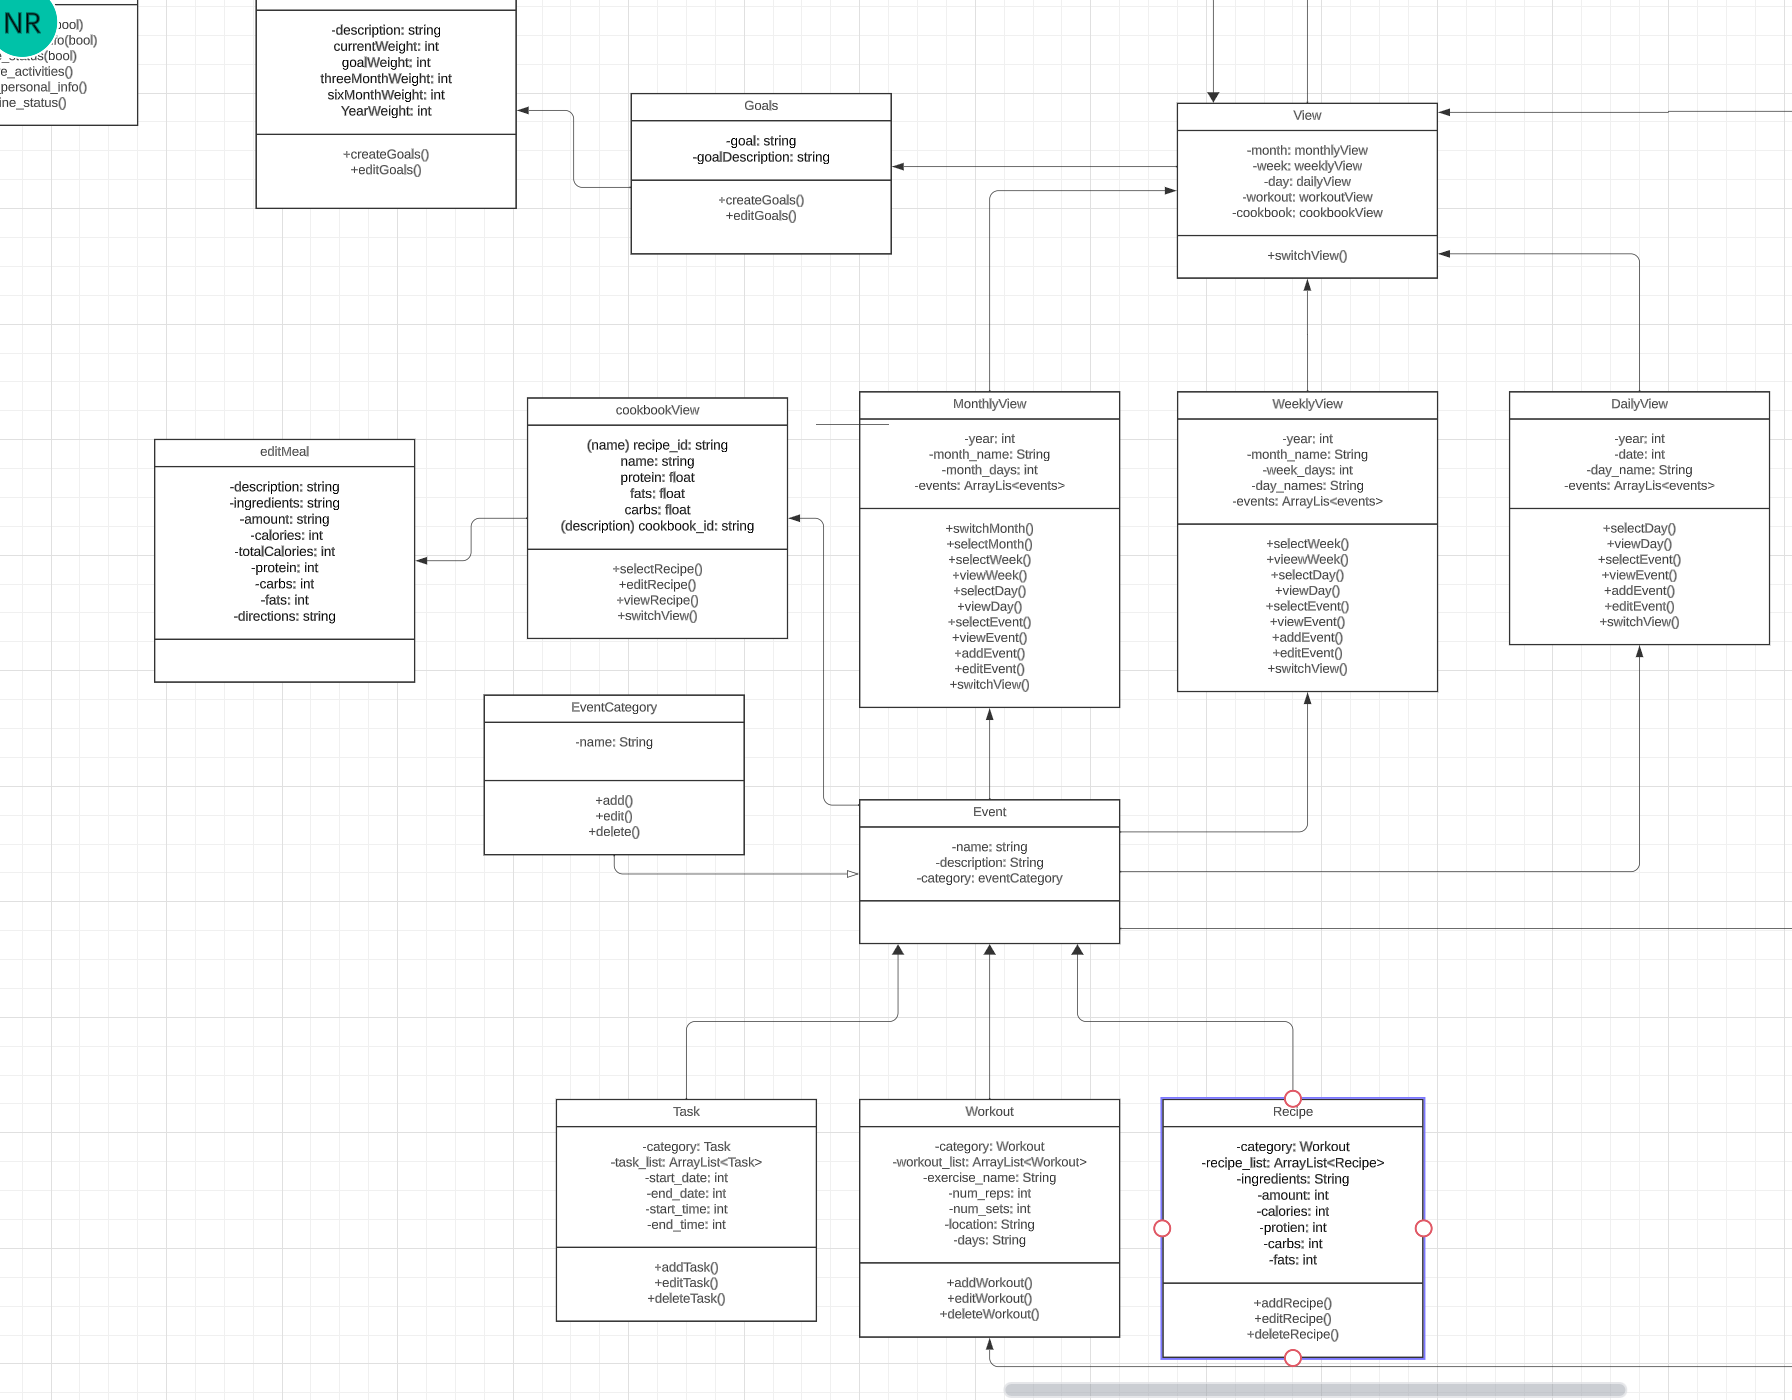 NR
bool)
fo(bool)
e_status(bool)
re_activities()
personal_info()
ine_status()
-description: string
currentWeight: int
goalWeight: int
threeMonthWeight: int
sixMonthWeight: int
YearWeight: int
+createGoals()
+editGoals()
Goals
-goal: string
-goalDescription: string
+createGoals()
+editGoals()
View
-month: monthlyView
-week: weeklyView
-day: dailyView
-workout: workoutView
-cookbook: cookbookView
+switchView()
editMeal
-description: string
-ingredients: string
-amount: string
-calories: int
-totalCalories: int
-protein: int
-carbs: int
-fats: int
-directions: string
cookbookView
(name) recipe_id: string
name: string
protein: float
fats: float
carbs: float
(description) cookbook_id: string
+selectRecipe()
+editRecipe()
+viewRecipe()
+switchView()
MonthlyView
-year: int
-month_name: String
-month_days: int
-events: ArrayLis<events>
+switchMonth()
+selectMonth()
+selectWeek()
+viewWeek()
+selectDay()
+viewDay()
+selectEvent()
+viewEvent()
+addEvent()
+editEvent()
+switchView()
WeeklyView
-year: int
-month_name: String
-week_days: int
-day_names: String
-events: ArrayLis<events>
+selectWeek()
+vieewWeek()
+selectDay()
+viewDay()
+selectEvent()
+viewEvent()
+addEvent()
+editEvent()
+switchView()
DailyView
-year: int
-date: int
-day_name: String
-events: ArrayLis<events>
+selectDay()
+viewDay()
+selectEvent()
+viewEvent()
+addEvent()
+editEvent()
+switchView()
EventCategory
-name: String
+add()
+edit()
+delete()
Event
-name: string
-description: String
-category: eventCategory
Task
-category: Task
-task_list: ArrayList<Task>
-start_date: int
-end_date: int
-start_time: int
-end_time: int
+addTask()
+editTask()
+deleteTask()
Workout
-category: Workout
-workout_list: ArrayList<Workout>
-exercise_name: String
-num_reps: int
-num_sets: int
-location: String
-days: String
+addWorkout()
+editWorkout()
+deleteWorkout()
Recipe
-category: Workout
-recipe_list: ArrayList<Recipe>
-ingredients: String
-amount: int
-calories: int
-protien: int
-carbs: int
-fats: int
+addRecipe()
+editRecipe()
+deleteRecipe()